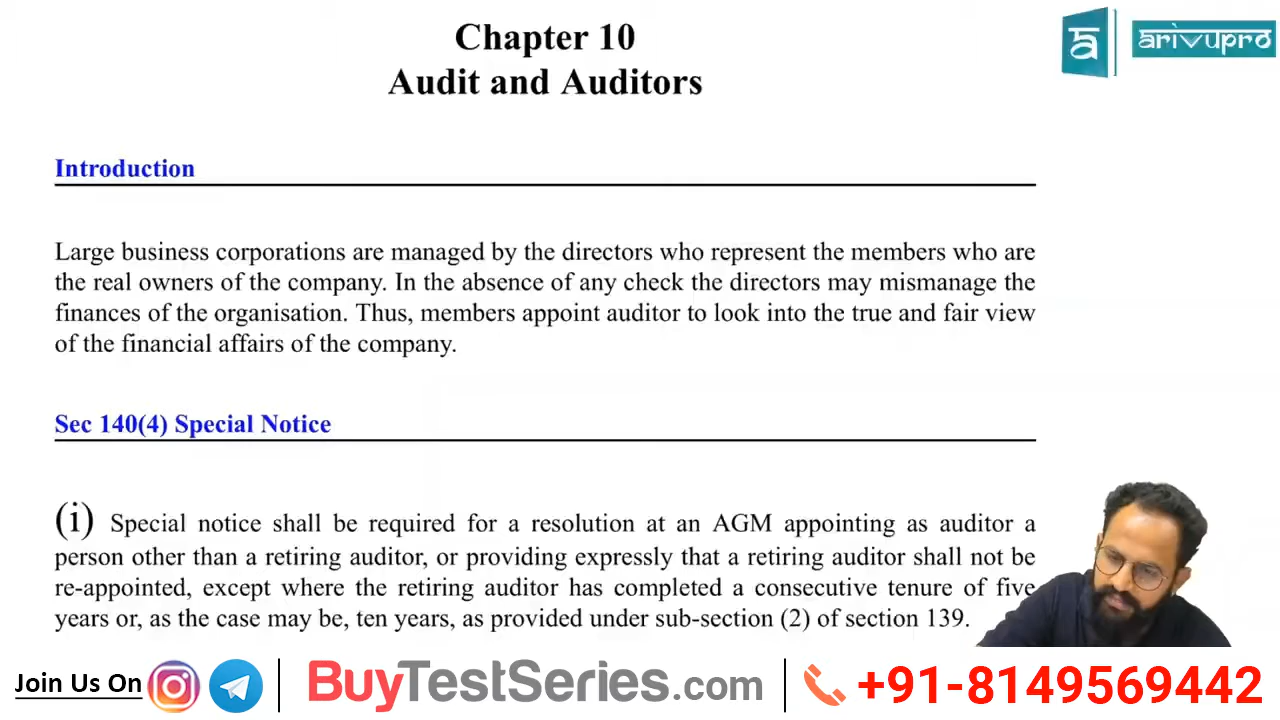 Chapter 10
Audit and Auditors
arivupro
Introduction
Large business corporations are managed by the directors who represent the members who are
the real owners of the company. In the absence of any check the directors may mismanage the
finances of the organisation. Thus, members appoint auditor to look into the true and fair view
of the financial affairs of the company.
Sec 140(4) Special Notice
(i) Special notice shall be required for a resolution at an AGM appointing as auditor a
person other than a retiring auditor, or providing expressly that a retiring auditor shall not be
re-appointed, except where the retiring auditor has completed a consecutive tenure of five
years or, as the case may be, ten years, as provided under sub-section (2) of section 139.
Join Us On
BuyTestSeries.com
+91-8149569442